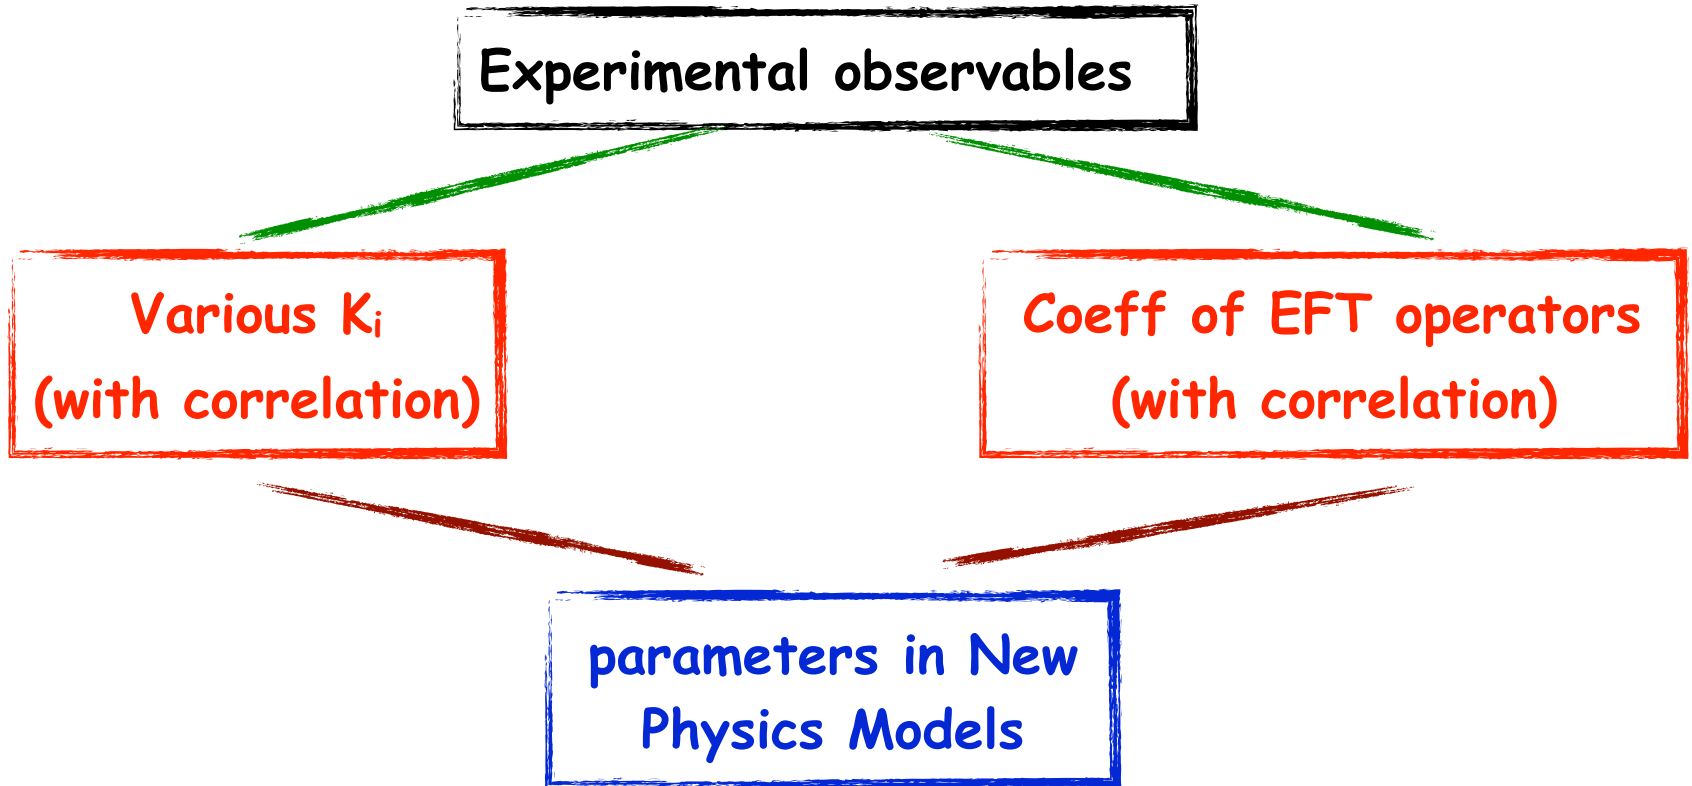 Experimental observables
Various Kᵢ
(with correlation)
Coeff of EFT operators
(with correlation)
parameters in New
Physics Models